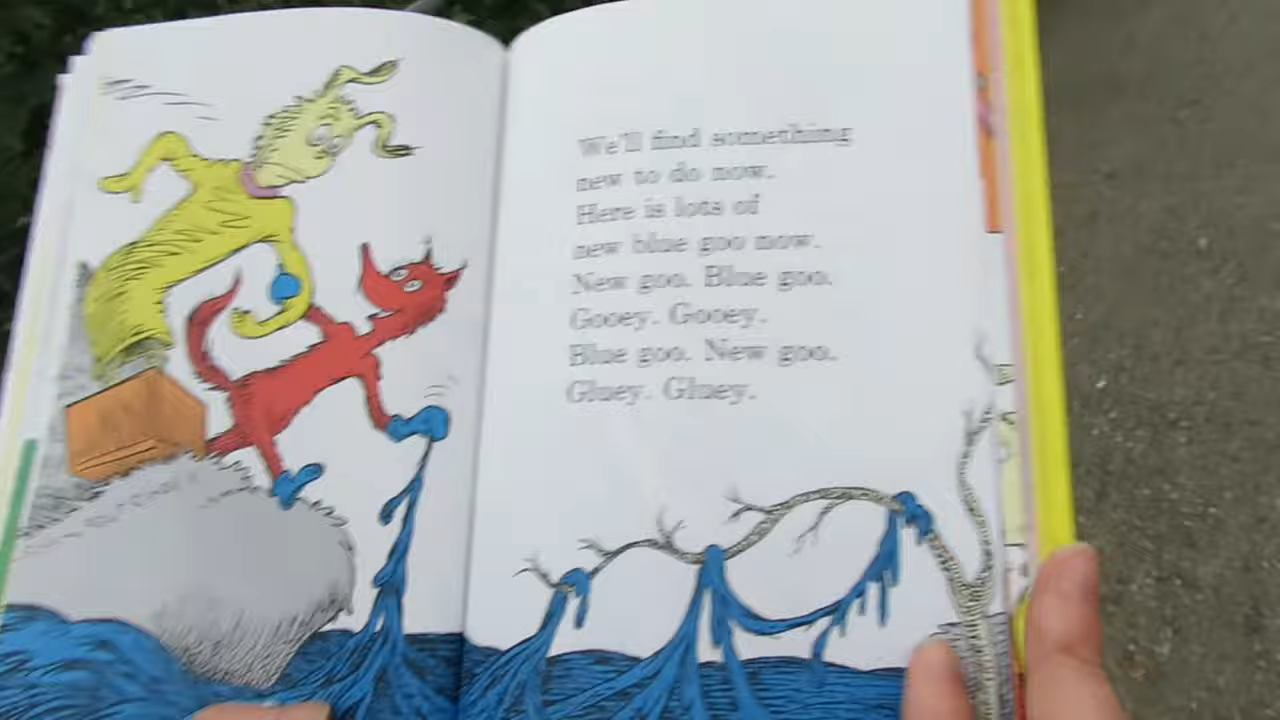 We'll find something
new to do now.
Here is lots of
new blue goo now.
New goo. Blue goo.
Gooey. Gooey.
Blue goo. New goo.
Gluey. Gluey.